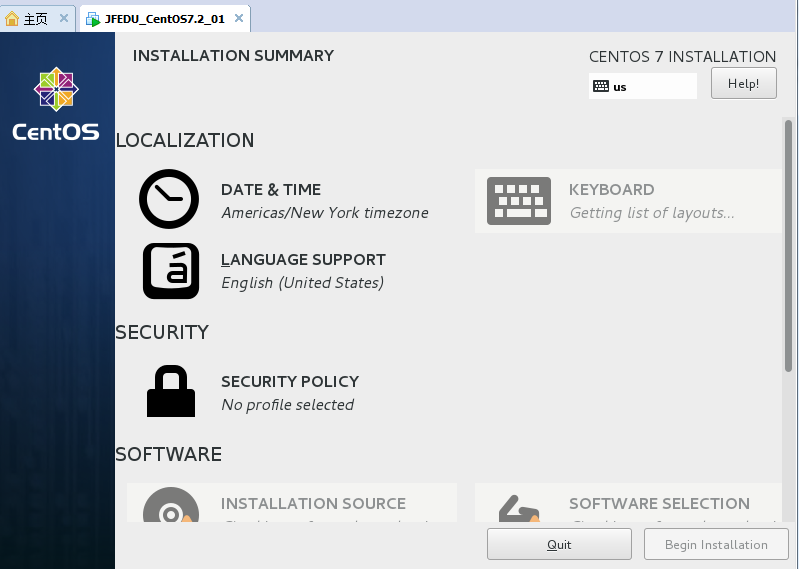 主页
JFEDU_CentOS7.2_01
INSTALLATION SUMMARY
CENTOS 7 INSTALLATION
us
Help!
CentOS
LOCALIZATION
DATE & TIME
Americas/New York timezone
KEYBOARD
Getting list of layouts...
LANGUAGE SUPPORT
English (United States)
SECURITY
SECURITY POLICY
No profile selected
SOFTWARE
INSTALLATION SOURCE
SOFTWARE SELECTION
Quit
Begin Installation